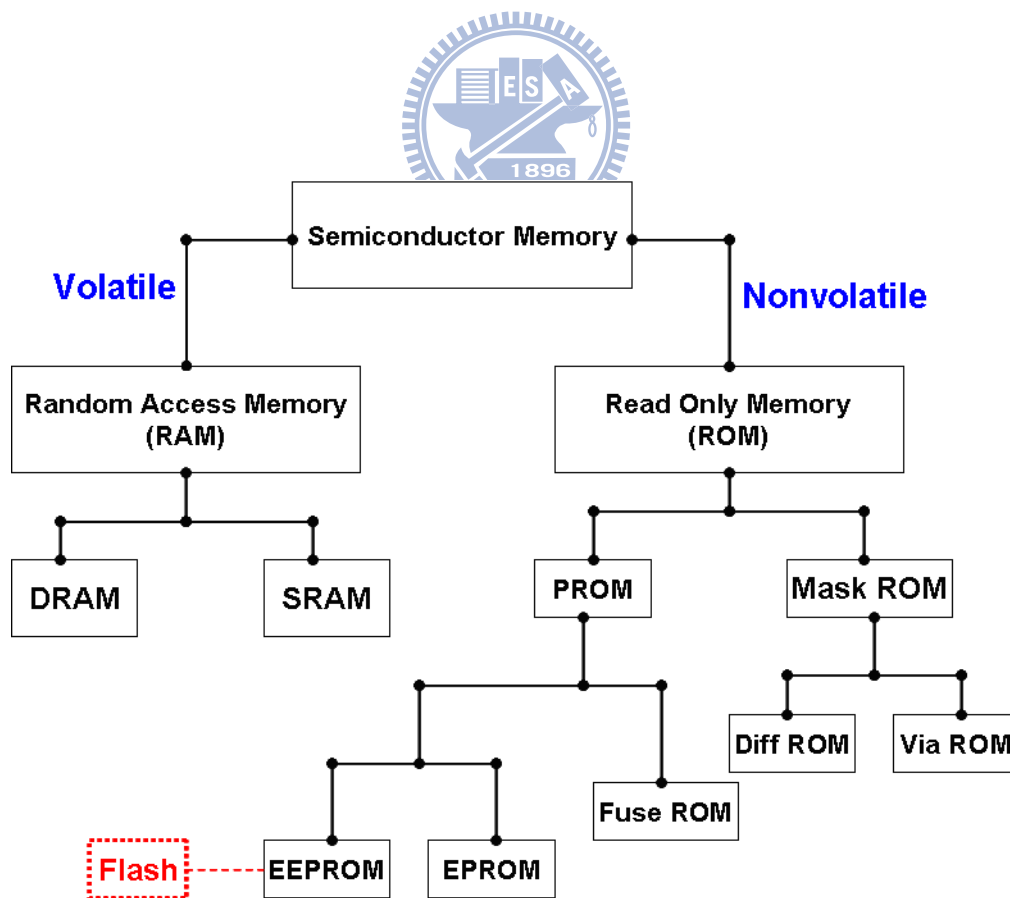 E S A
1896
Semiconductor Memory
Volatile
Nonvolatile
Random Access Memory
(RAM)
Read Only Memory
(ROM)
DRAM
SRAM
PROM
Mask ROM
Diff ROM
Via ROM
Fuse ROM
Flash
EEPROM
EPROM